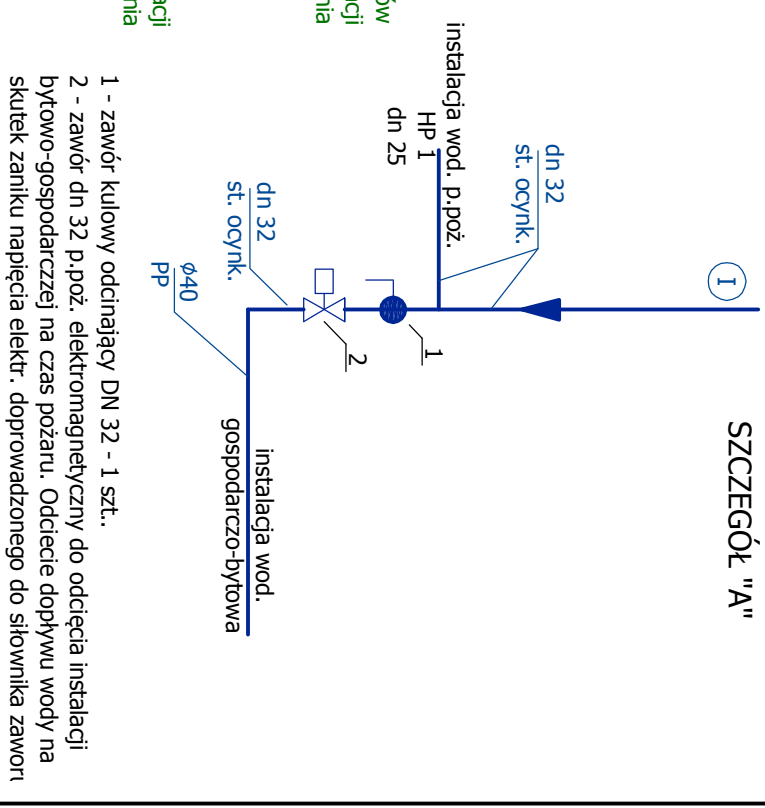 SZCZEGÓŁ "A"
I
dn 32
st. ocynk.
instalacja wod. p.poż.
HP 1
dn 25
1
2
dn 32
st. ocynk.
ø40
PP
instalacja wod.
gospodarczo-bytowa
1 - zawór kulowy odcinający DN 32 - 1 szt..
2 - zawór dn 32 p.poż. elektromagnetyczny do odcięcia instalacji
bytowo-gospodarczej na czas pożaru. Odciecie dopływu wody na
skutek zaniku napięcia elektr. doprowadzonego do siłownika